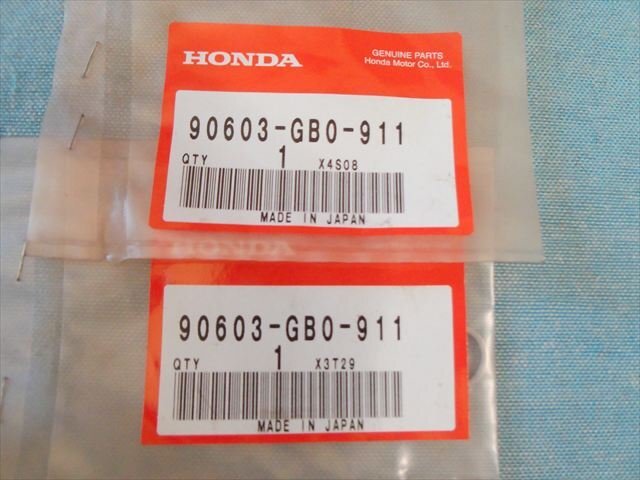 HONDA
GENUINE PARTS
Honda Motor Co., Ltd.
90603-GB0-911
QTY 1 X4S08
MADE IN JAPAN
HONDA
90603-GB0-911
QTY 1 X3T29
MADE IN JAPAN